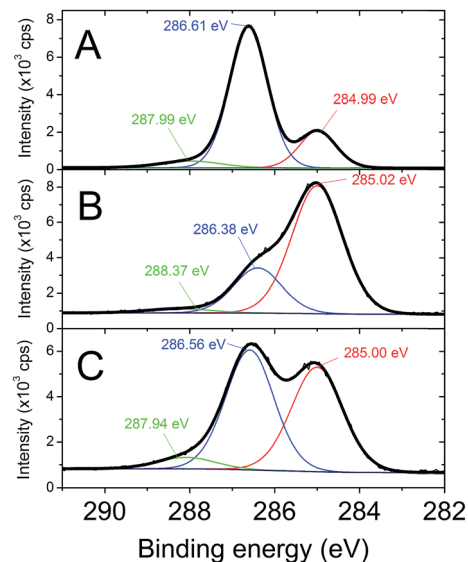 A
286.61 eV
284.99 eV
287.99 eV
8
6
4
2
0
Intensity (x10³ cps)
B
285.02 eV
286.38 eV
288.37 eV
8
6
4
2
0
Intensity (x10³ cps)
C
286.56 eV
285.00 eV
287.94 eV
6
4
2
0
Intensity (x10³ cps)
290 288 286 284 282
Binding energy (eV)